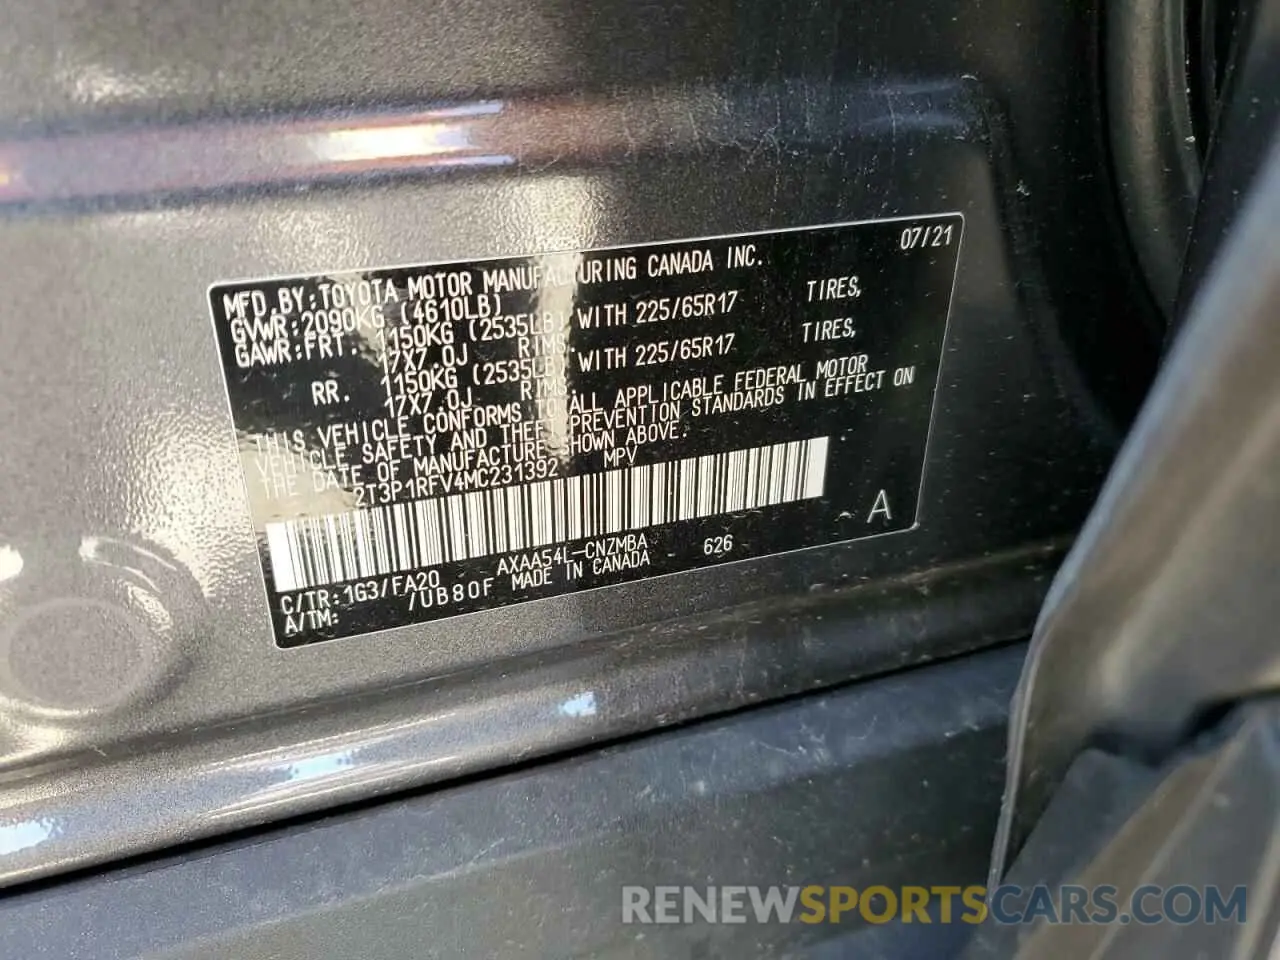 07/21
MFD.BY:TOYOTA MOTOR MANUFACTURING CANADA INC.
GVWR:2090KG (4610LB)
GAWR:FRT. 1150KG (2535LB) WITH 225/65R17 TIRES,
17X7.0J RIMS.
RR. 1150KG (2535LB) WITH 225/65R17 TIRES,
17X7.0J RIMS.
THIS VEHICLE CONFORMS TO ALL APPLICABLE FEDERAL MOTOR
VEHICLE SAFETY AND THEFT PREVENTION STANDARDS IN EFFECT ON
THE DATE OF MANUFACTURE SHOWN ABOVE.
2T3P1RFV4MC231392 MPV
A
C/TR:1G3/FA20 AXAA54L-CNZMBA 626
A/TM: /UB80F MADE IN CANADA
RENEWSPORTSCARS.COM